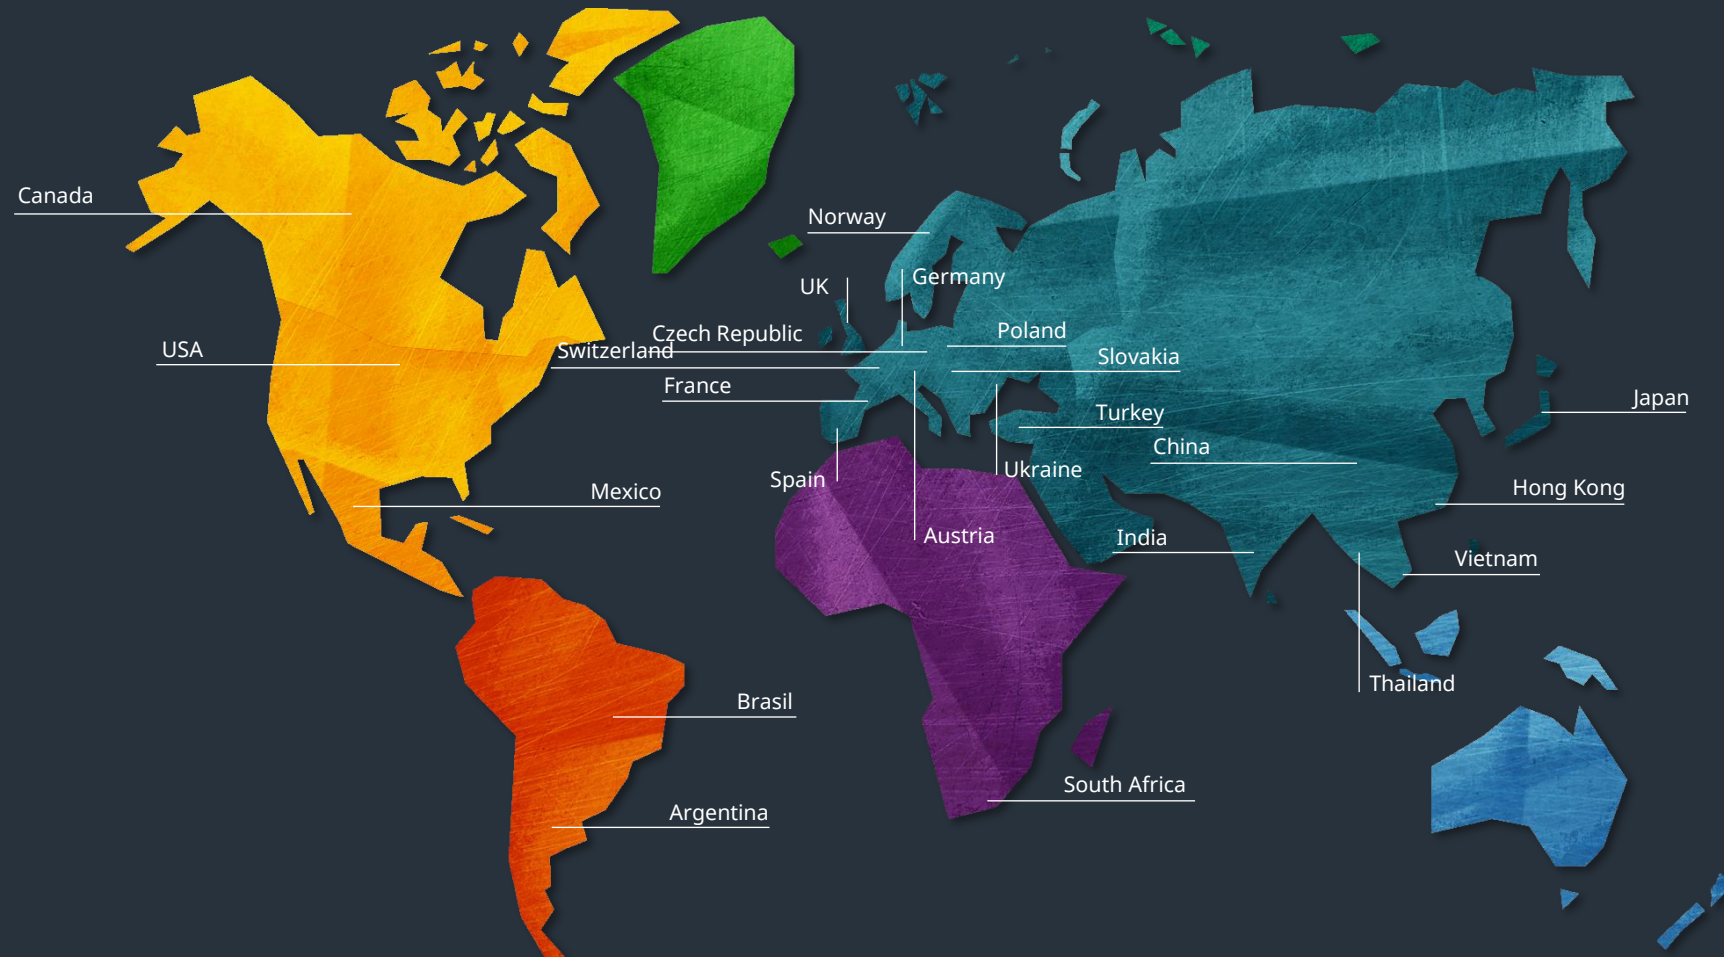 Canada
Norway
Germany
UK
Czech Republic
Poland
USA
Switzerland
Slovakia
France
Japan
Turkey
China
Spain
Ukraine
Mexico
Hong Kong
Austria
India
Vietnam
Thailand
Brasil
South Africa
Argentina